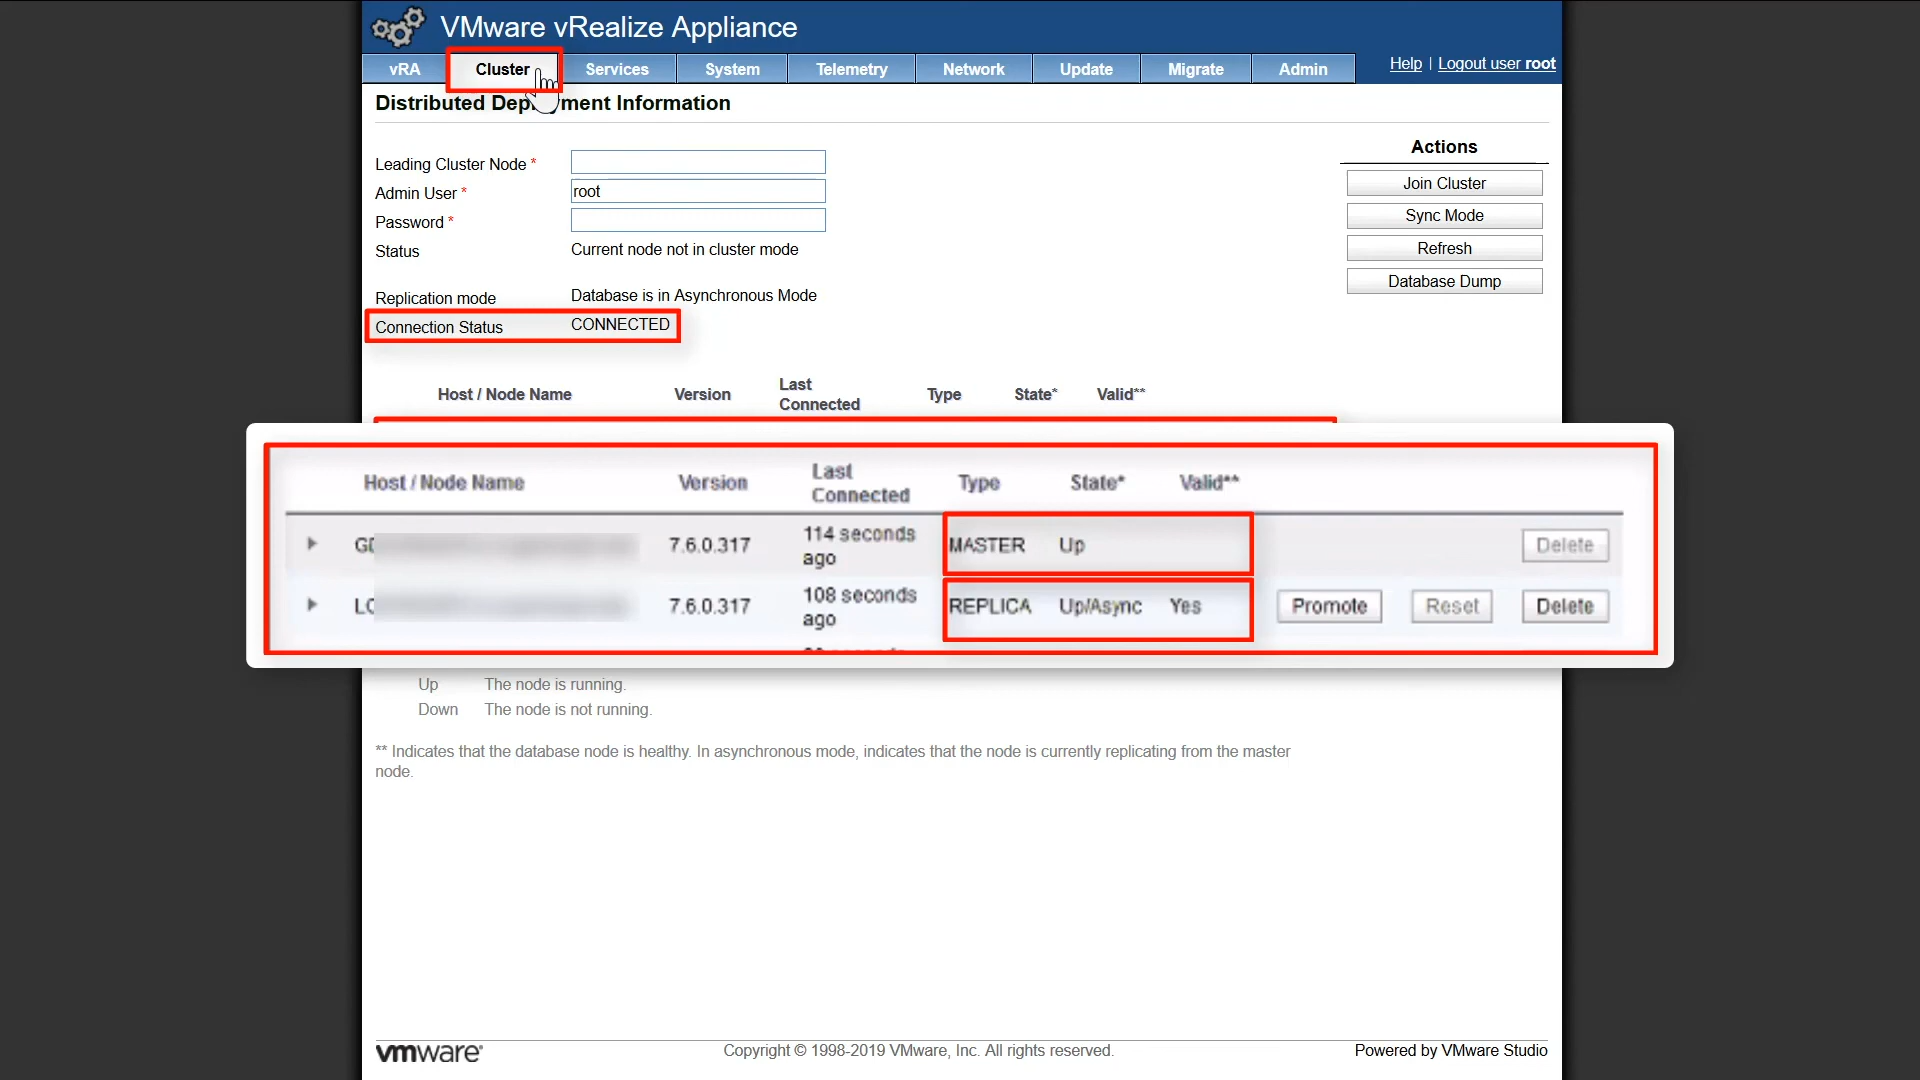 VMware vRealize Appliance
vRA Cluster Services System Telemetry Network Update Migrate Admin Help | Logout user root
Distributed Dep ment Information
Actions
Leading Cluster Node *
Admin User * root
Password *
Status Current node not in cluster mode
Replication mode Database is in Asynchronous Mode
Connection Status CONNECTED
Join Cluster
Sync Mode
Refresh
Database Dump
Host / Node Name Version Last Connected Type State* Valid**
Host / Node Name Version Last Connected Type State* Valid**
7.6.0.317 114 seconds ago MASTER Up Delete
7.6.0.317 108 seconds ago REPLICA Up/Async Yes Promote Reset Delete
Up The node is running.
Down The node is not running.
** Indicates that the database node is healthy. In asynchronous mode, indicates that the node is currently replicating from the master
node.
vmware Copyright © 1998-2019 VMware, Inc. All rights reserved. Powered by VMware Studio